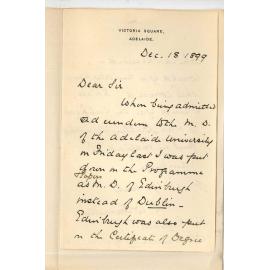 VICTORIA SQUARE,
ADELAIDE.
Dec. 18 1899
Dear Sir
When being admitted
ad eundem to the M. D.
of the Adelaide University
on Friday last I was put
down in the Programme
as M. D. of Edinburgh
instead of Dublin -
Edinburgh was also put
in the Certificate of Degree